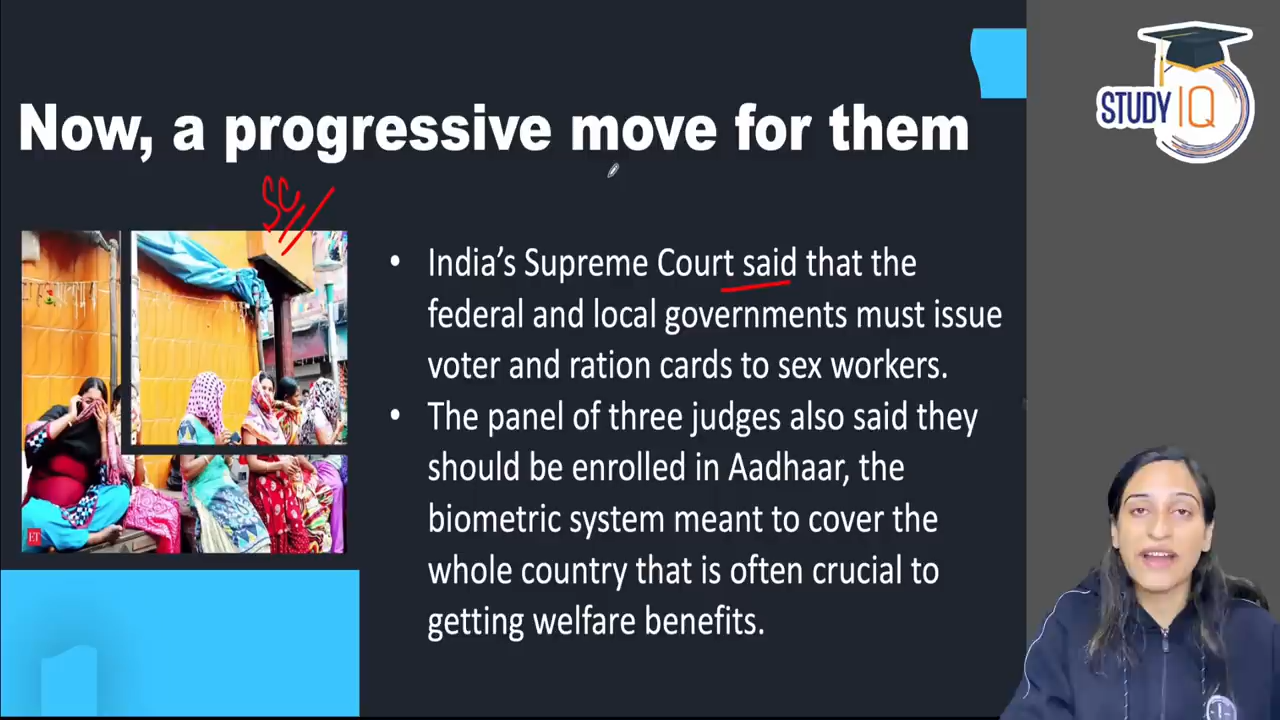 Now, a progressive move for them
SC
• India's Supreme Court said that the
federal and local governments must issue
voter and ration cards to sex workers.
• The panel of three judges also said they
should be enrolled in Aadhaar, the
biometric system meant to cover the
whole country that is often crucial to
getting welfare benefits.
ET
STUDY IQ